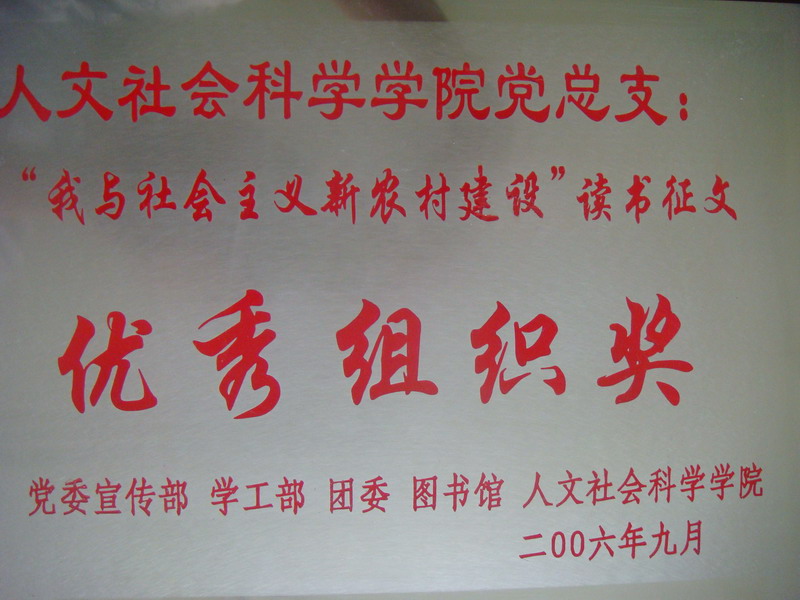 人文社会科学学院党总支：
“我与社会主义新农村建设”读书征文
优秀组织奖
党委宣传部 学工部 团委 图书馆 人文社会科学学院
二00六年九月